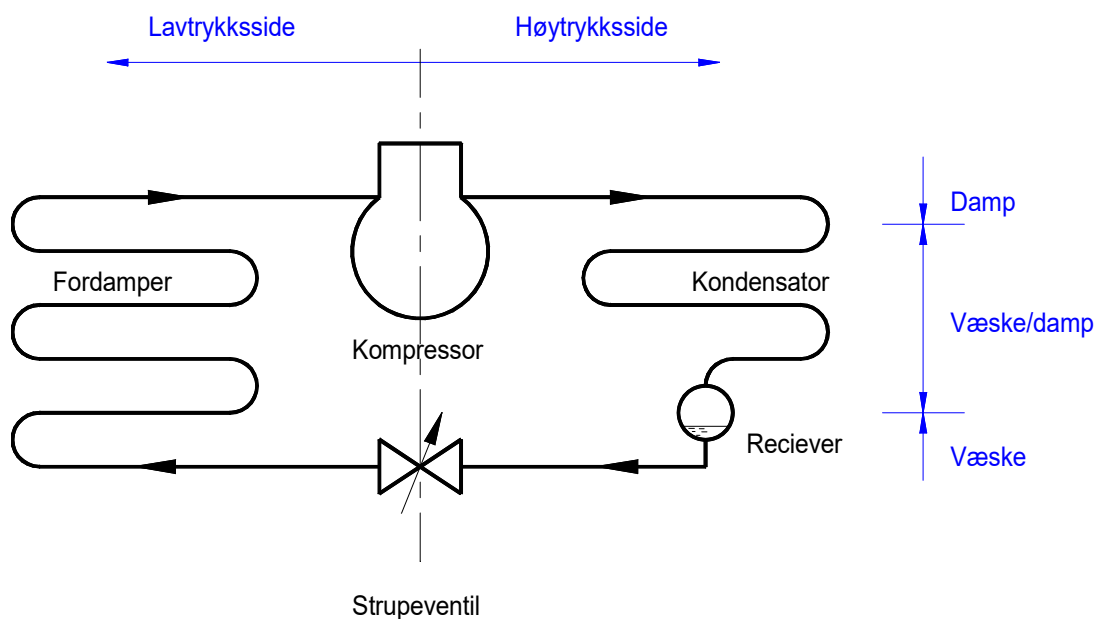 Lavtrykksside
Høytrykksside
Damp
Fordamper
Kondensator
Væske/damp
Kompressor
Reciever
Væske
Strupeventil